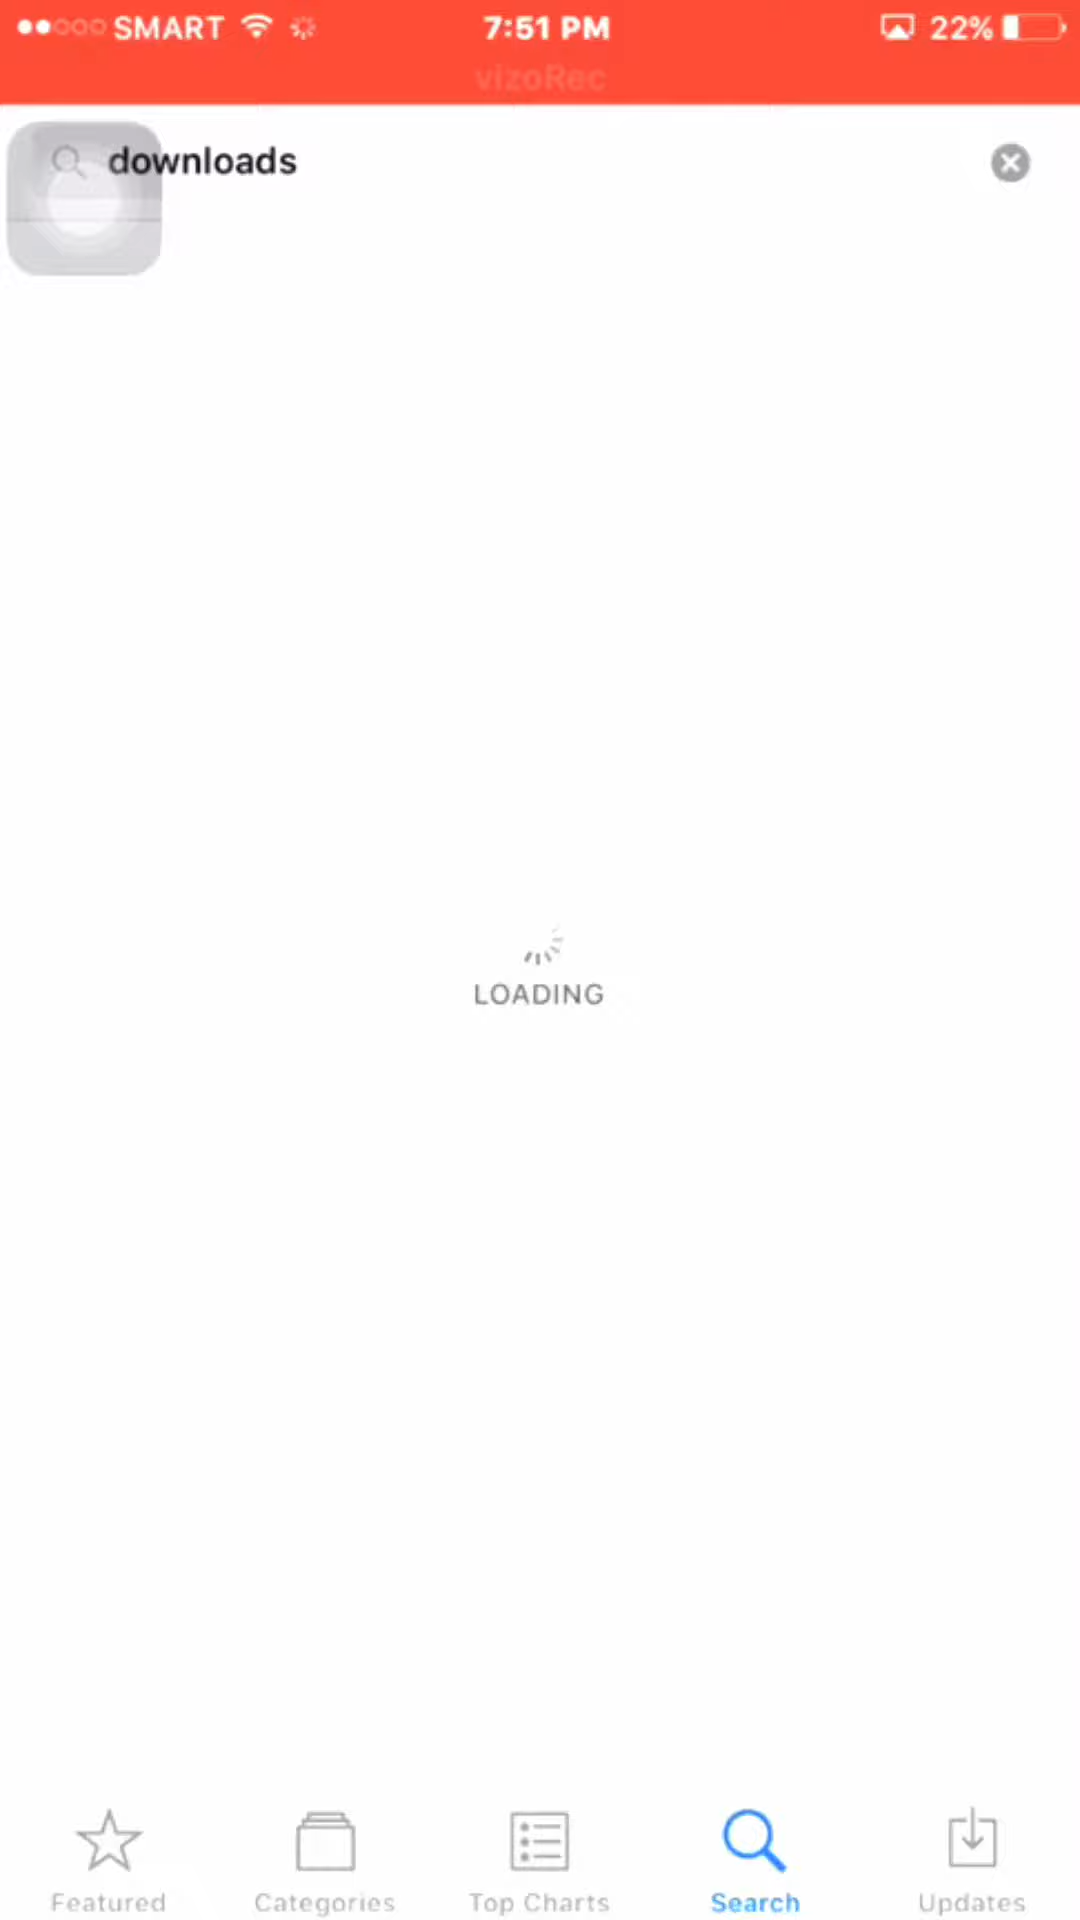 SMART 7:51 PM 22%
vizoRec
downloads
LOADING
Featured Categories Top Charts Search Updates